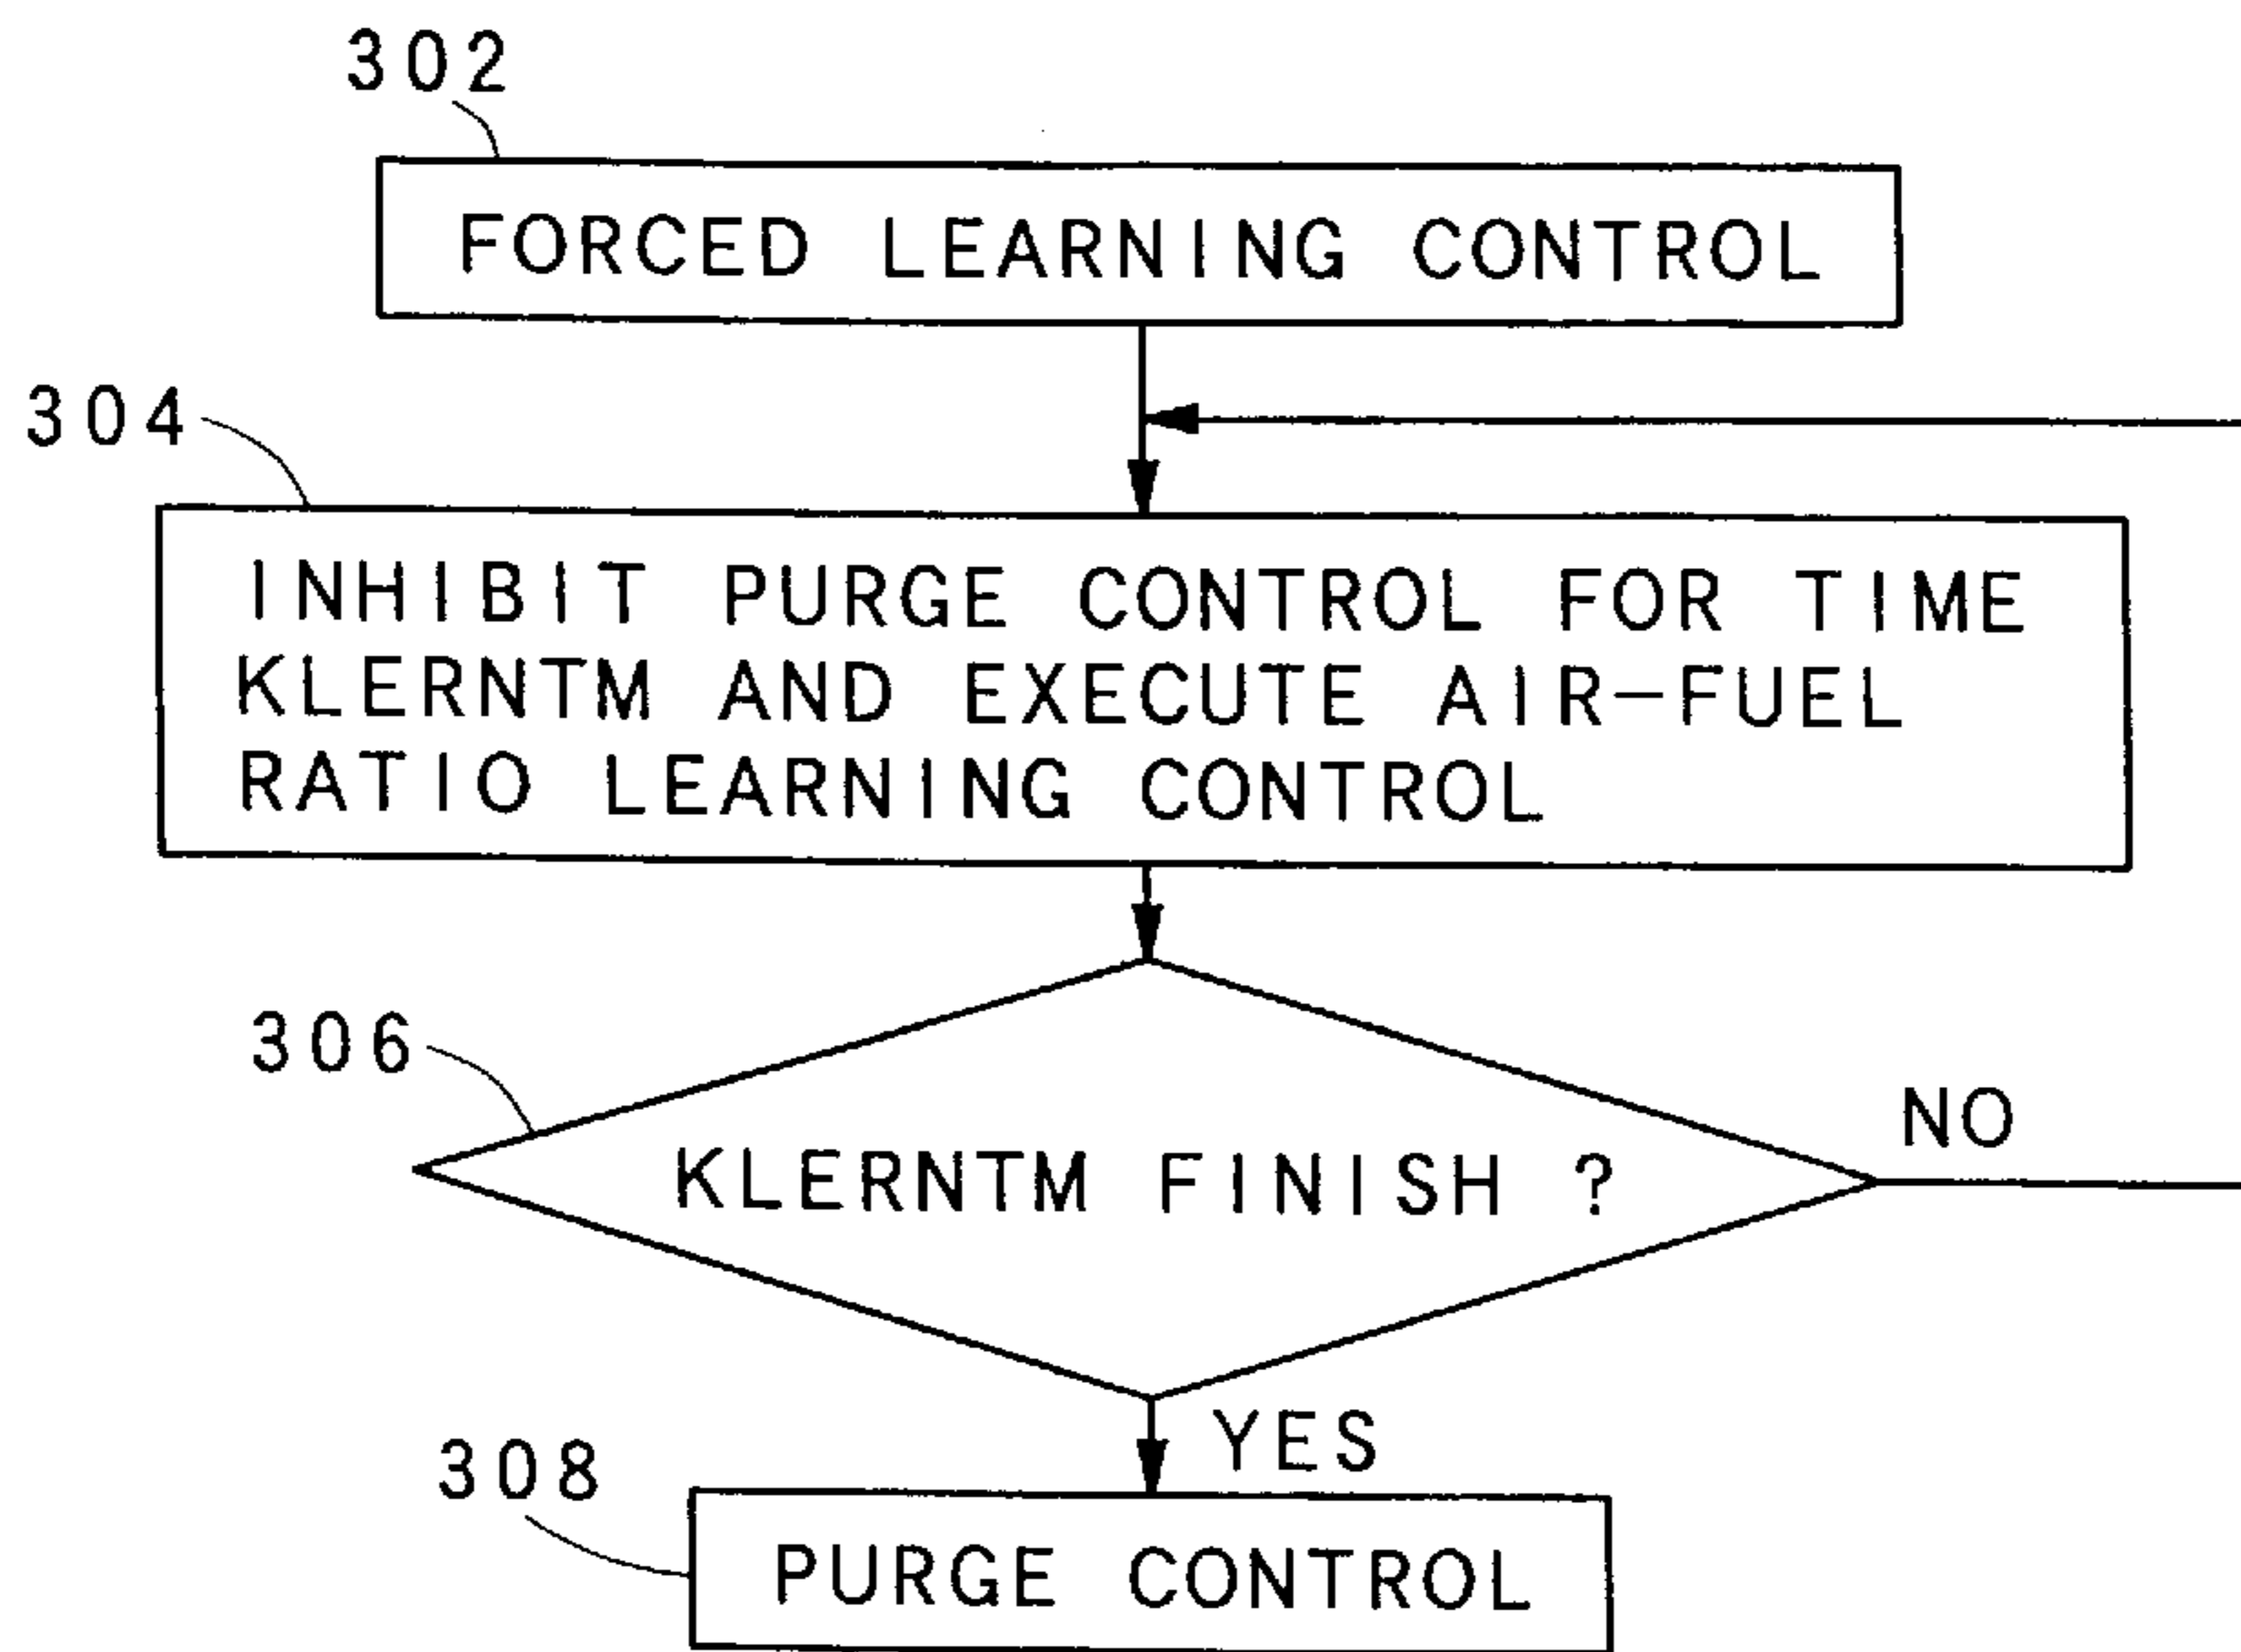 302
FORCED LEARNING CONTROL
304
INHIBIT PURGE CONTROL FOR TIME
KLERNTM AND EXECUTE AIR-FUEL
RATIO LEARNING CONTROL
306
KLERNTM FINISH ?
NO
YES
308
PURGE CONTROL